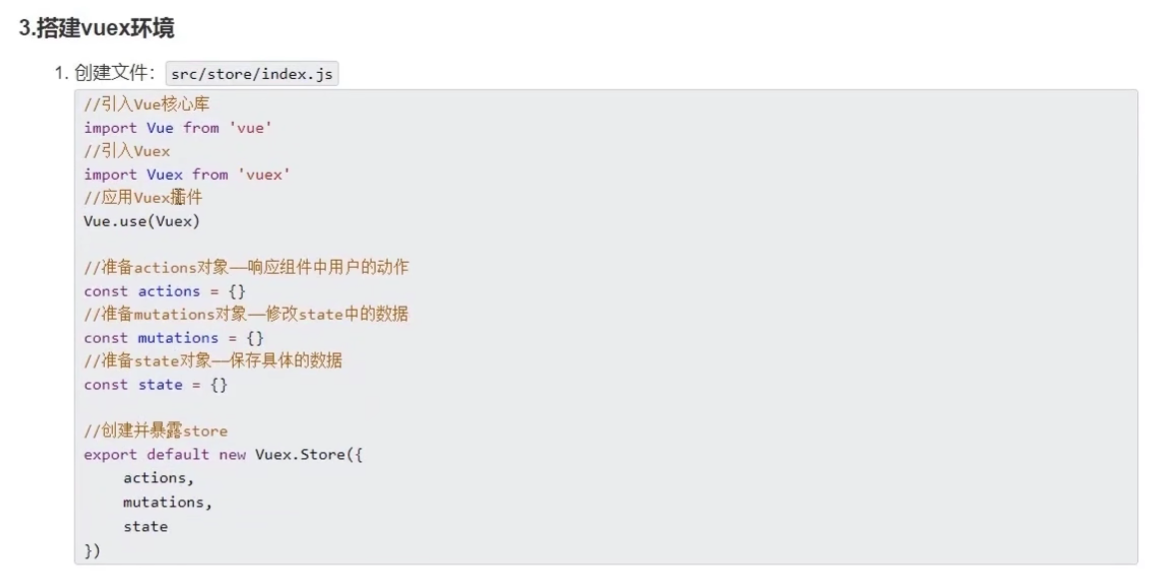 3.搭建vuex环境
1. 创建文件：src/store/index.js
//引入Vue核心库
import Vue from 'vue'
//引入Vuex
import Vuex from 'vuex'
//应用Vuex插件
Vue.use(Vuex)
//准备actions对象——响应组件中用户的动作
const actions = {}
//准备mutations对象——修改state中的数据
const mutations = {}
//准备state对象——保存具体的数据
const state = {}
//创建并暴露store
export default new Vuex.Store({
    actions,
    mutations,
    state
})